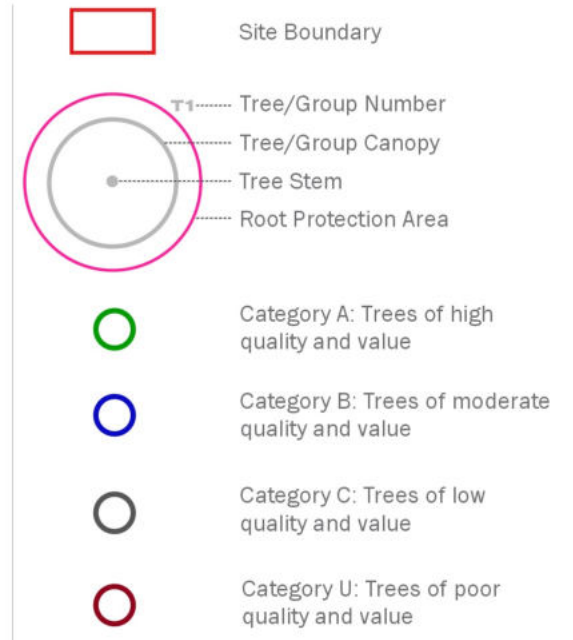 Site Boundary
T1
Tree/Group Number
Tree/Group Canopy
Tree Stem
Root Protection Area
Category A: Trees of high
quality and value
Category B: Trees of moderate
quality and value
Category C: Trees of low
quality and value
Category U: Trees of poor
quality and value